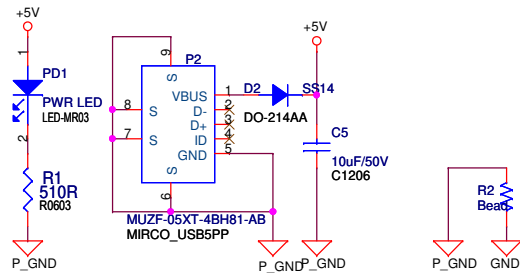 +5V
+5V
1
PD1
PWR LED
LED-MR03
2
R1
510R
R0603
P_GND
P2
9
S
VBUS
1
D2
SS14
8
S
D-
2
DO-214AA
D+
3
7
S
ID
4
GND
5
S
6
MUZF-05XT-4BH81-AB
MIRCO_USB5PP
C5
10uF/50V
C1206
P_GND
P_GND
R2
Bead
P_GND
GND